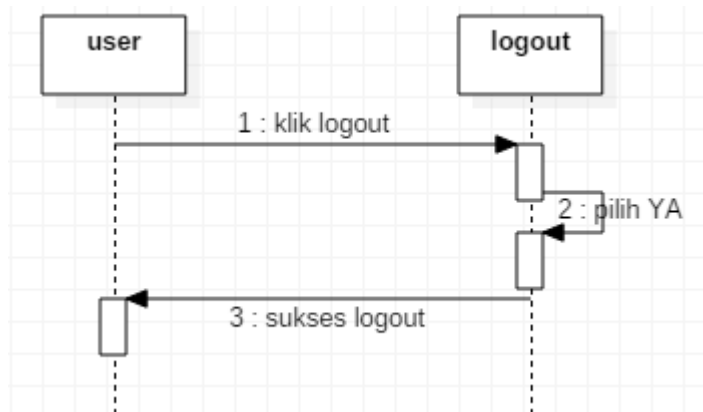 user
logout
1 : klik logout
2 : pilih YA
3 : sukses logout